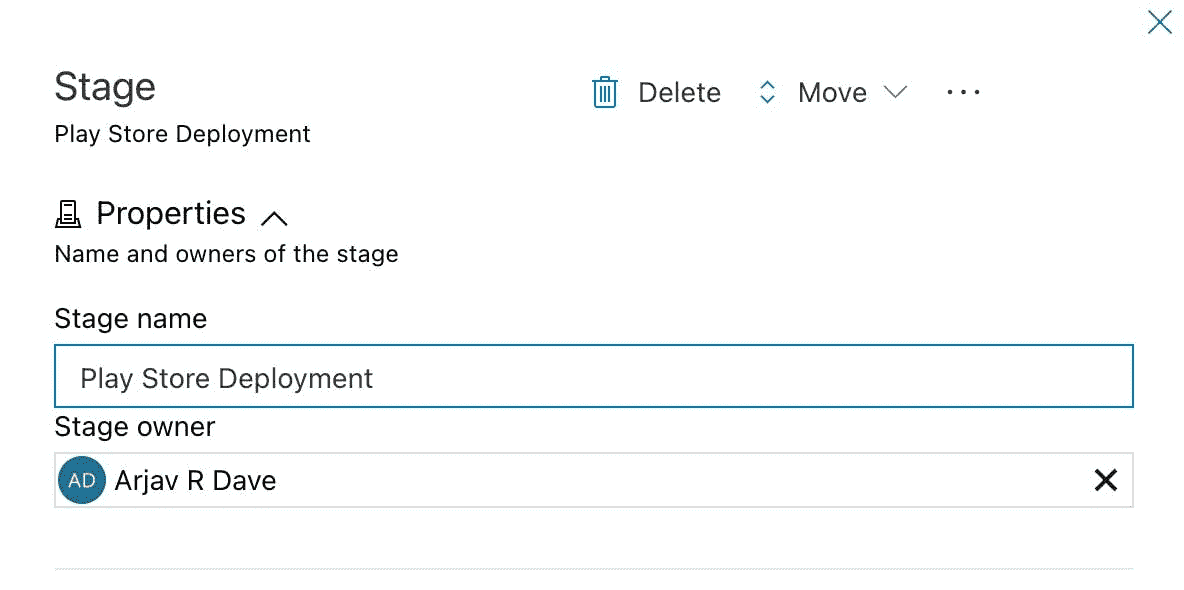 Stage
Delete Move ...
Play Store Deployment
Properties
Name and owners of the stage
Stage name
Play Store Deployment
Stage owner
AD Arjav R Dave